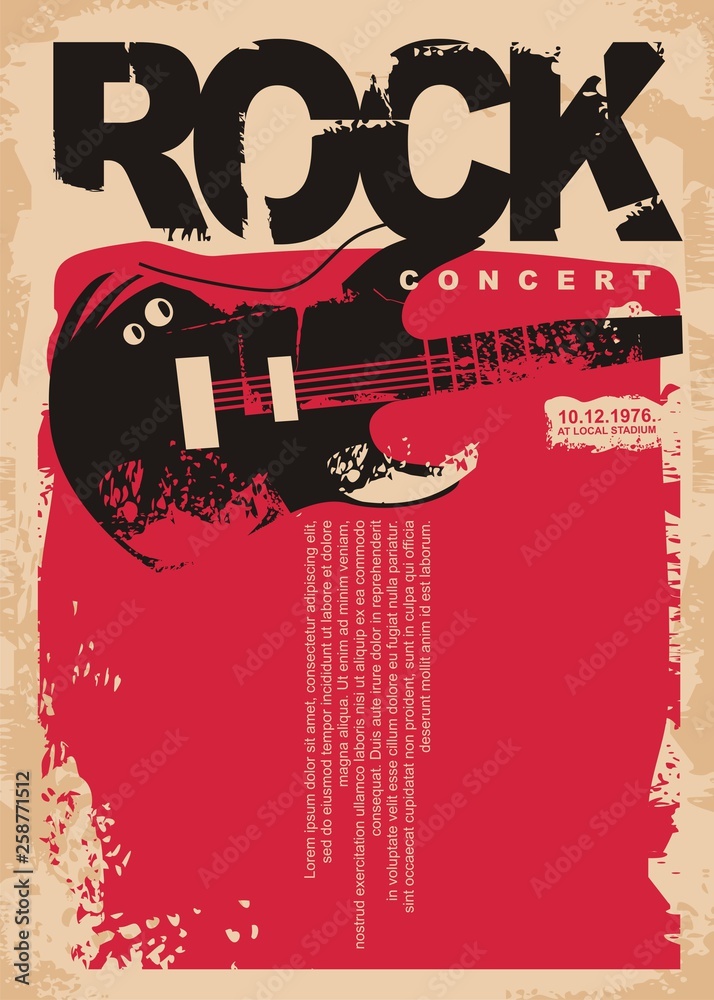 ROCK
CONCERT
10.12.1976.
AT LOCAL STADIUM
Lorem ipsum dolor sit amet, consectetur adipiscing elit,
sed do eiusmod tempor incididunt ut labore et dolore
magna aliqua. Ut enim ad minim veniam,
nostrud exercitation ullamco laboris nisi ut aliquip ex ea commodo
consequat. Duis aute irure dolor in reprehenderit
in voluptate velit esse cillum dolore eu fugiat nulla pariatur.
sint occaecat cupidatat non proident, sunt in culpa qui officia
deserunt mollit anim id est laborum.
Adobe Stock | #258771512